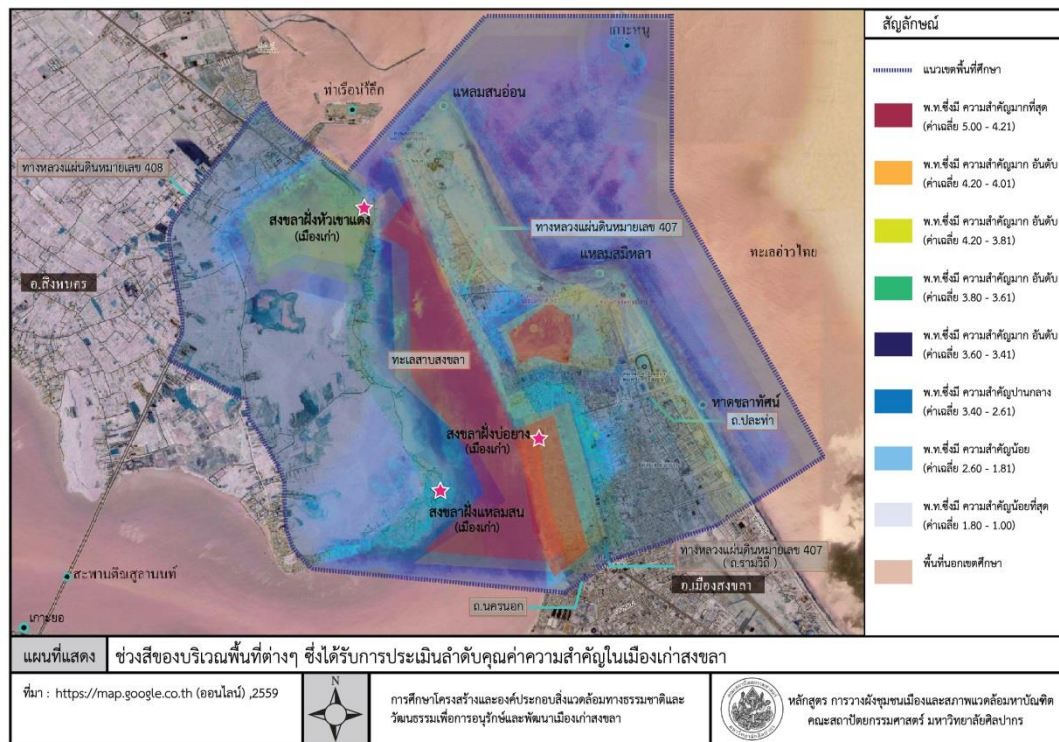 เกาะหนู
แหลมสนอ่อน
ท่าเรือน้ำลึก
ทางหลวงแผ่นดินหมายเลข 408
สงขลาฝั่งหัวเขาแดง
(เมืองเก่า)
ทางหลวงแผ่นดินหมายเลข 407
แหลมสมิหลา
ทะเลอ่าวไทย
อ.สิงหนคร
ทะเลสาบสงขลา
หาดชลาทัศน์
ถ.ปละท่า
สงขลาฝั่งบ่อยาง
(เมืองเก่า)
สงขลาฝั่งแหลมสน
(เมืองเก่า)
ทางหลวงแผ่นดินหมายเลข 407
( ถ.รามวิถี )
สะพานติณสูลานนท์
อ.เมืองสงขลา
ถ.นครนอก
เกาะยอ
สัญลักษณ์
แนวเขตพื้นที่ศึกษา
พ.ท.ซึ่งมี ความสำคัญมากที่สุด
(ค่าเฉลี่ย 5.00 - 4.21)
พ.ท.ซึ่งมี ความสำคัญมาก อันดับ
(ค่าเฉลี่ย 4.20 - 4.01)
พ.ท.ซึ่งมี ความสำคัญมาก อันดับ
(ค่าเฉลี่ย 4.20 - 3.81)
พ.ท.ซึ่งมี ความสำคัญมาก อันดับ
(ค่าเฉลี่ย 3.80 - 3.61)
พ.ท.ซึ่งมี ความสำคัญมาก อันดับ
(ค่าเฉลี่ย 3.60 - 3.41)
พ.ท.ซึ่งมี ความสำคัญปานกลาง
(ค่าเฉลี่ย 3.40 - 2.61)
พ.ท.ซึ่งมี ความสำคัญน้อย
(ค่าเฉลี่ย 2.60 - 1.81)
พ.ท.ซึ่งมี ความสำคัญน้อยที่สุด
(ค่าเฉลี่ย 1.80 - 1.00)
พื้นที่นอกเขตศึกษา
แผนที่แสดง ช่วงสีของบริเวณพื้นที่ต่างๆ ซึ่งได้รับการประเมินลำดับคุณค่าความสำคัญในเมืองเก่าสงขลา
ที่มา : https://map.google.co.th (ออนไลน์) ,2559
การศึกษาโครงสร้างและองค์ประกอบสิ่งแวดล้อมทางธรรมชาติและ
วัฒนธรรมเพื่อการอนุรักษ์และพัฒนาเมืองเก่าสงขลา
หลักสูตร การวางผังชุมชนเมืองและสภาพแวดล้อมมหาบัณฑิต
คณะสถาปัตยกรรมศาสตร์ มหาวิทยาลัยศิลปากร